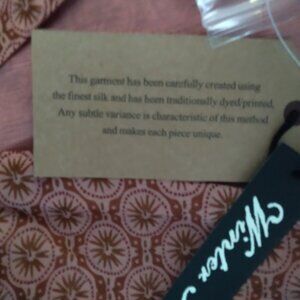 This garment has been carefully created using
the finest silk and has been traditionally dyed/printed.
Any subtle variance is characteristic of this method
and makes each piece unique.
Winter